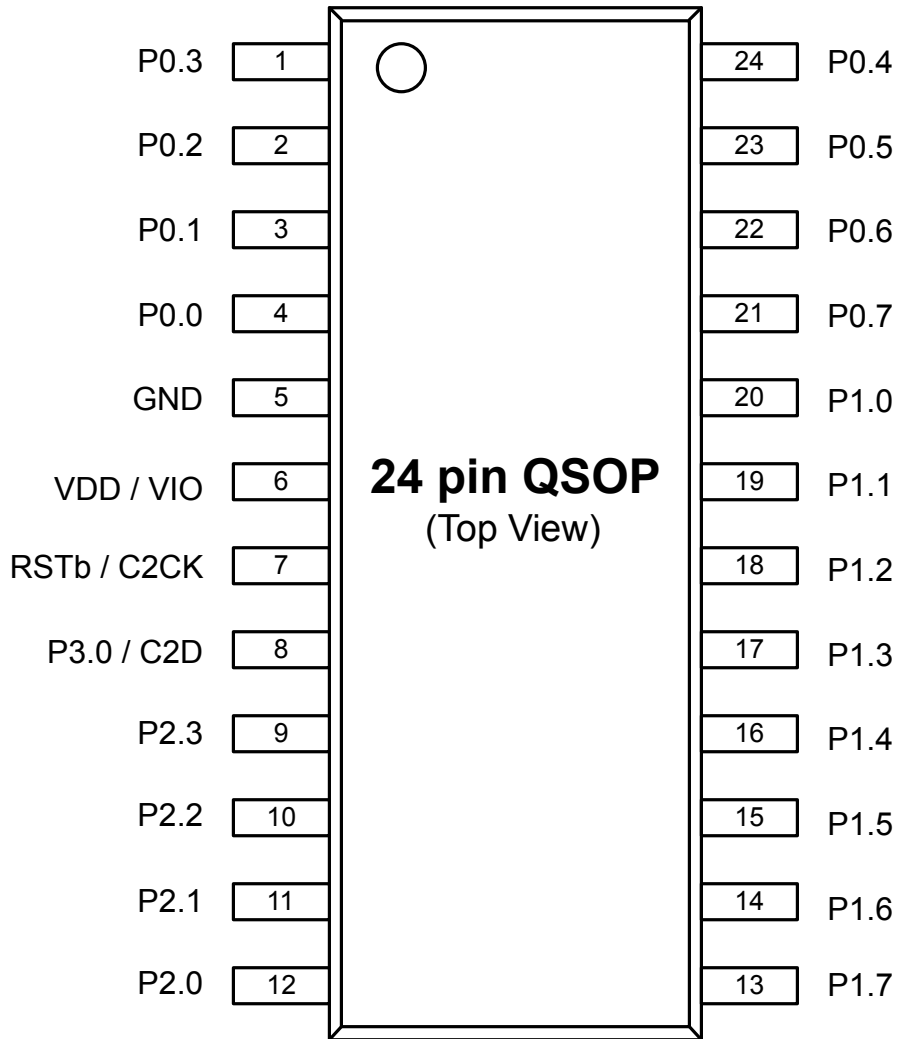 P0.3 1 24 P0.4
P0.2 2 23 P0.5
P0.1 3 22 P0.6
P0.0 4 21 P0.7
GND 5 20 P1.0
VDD / VIO 6 19 P1.1
24 pin QSOP
(Top View)
RSTb / C2CK 7 18 P1.2
P3.0 / C2D 8 17 P1.3
P2.3 9 16 P1.4
P2.2 10 15 P1.5
P2.1 11 14 P1.6
P2.0 12 13 P1.7